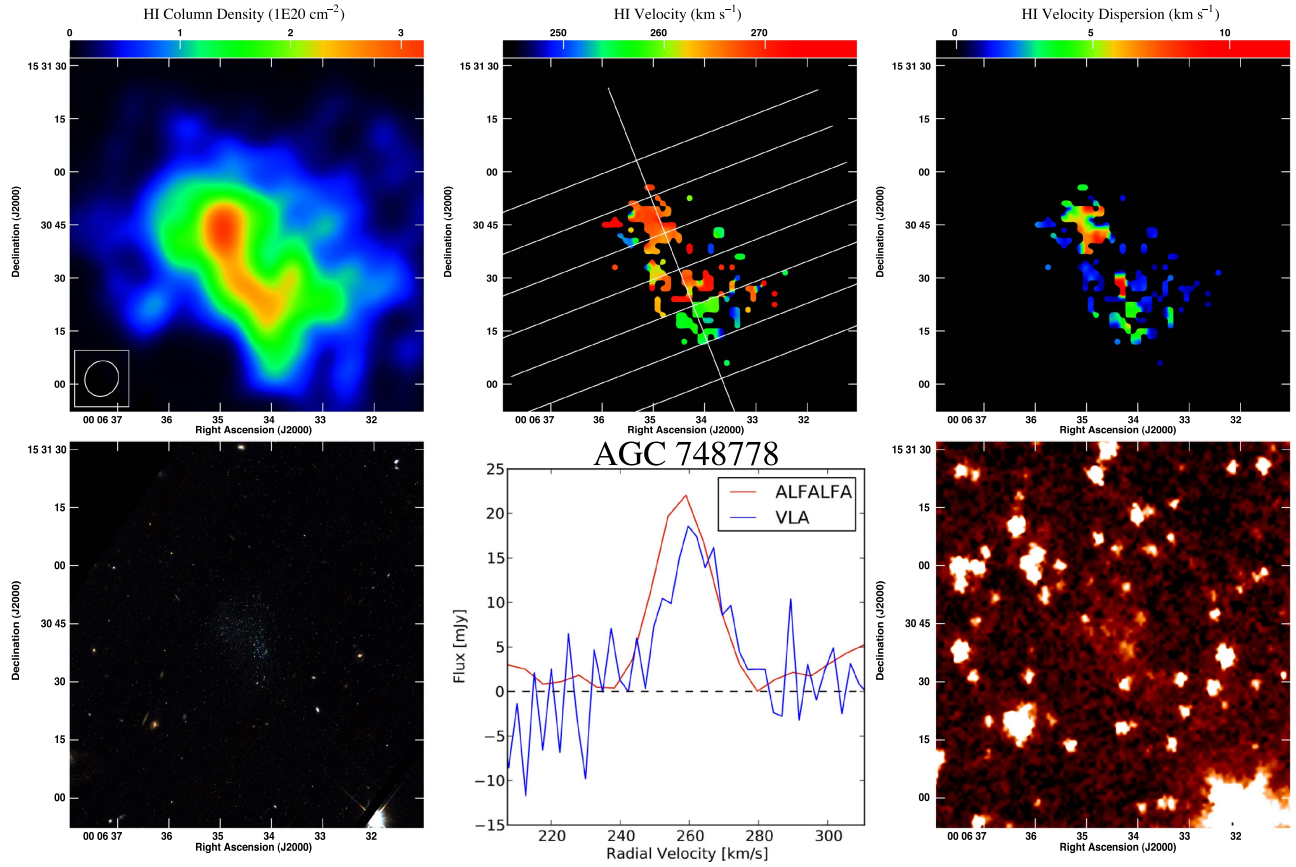 HI Column Density (1E20 cm−2)
0 1 2 3
15 31 30
15
00
30 45
30
15
00
00 06 37 36 35 34 33 32
Right Ascension (J2000)
Declination (J2000)
HI Velocity (km s−1)
250 260 270
15 31 30
15
00
30 45
30
15
00
00 06 37 36 35 34 33 32
Right Ascension (J2000)
Declination (J2000)
HI Velocity Dispersion (km s−1)
0 5 10
15 31 30
15
00
30 45
30
15
00
00 06 37 36 35 34 33 32
Right Ascension (J2000)
Declination (J2000)
15 31 30
15
00
30 45
30
15
00
00 06 37 36 35 34 33 32
Right Ascension (J2000)
Declination (J2000)
AGC 748778
ALFALFA
VLA
25
20
15
10
5
0
−5
−10
−15
220 240 260 280 300
Radial Velocity [km/s]
Flux [mJy]
15 31 30
15
00
30 45
30
15
00
00 06 37 36 35 34 33 32
Right Ascension (J2000)
Declination (J2000)